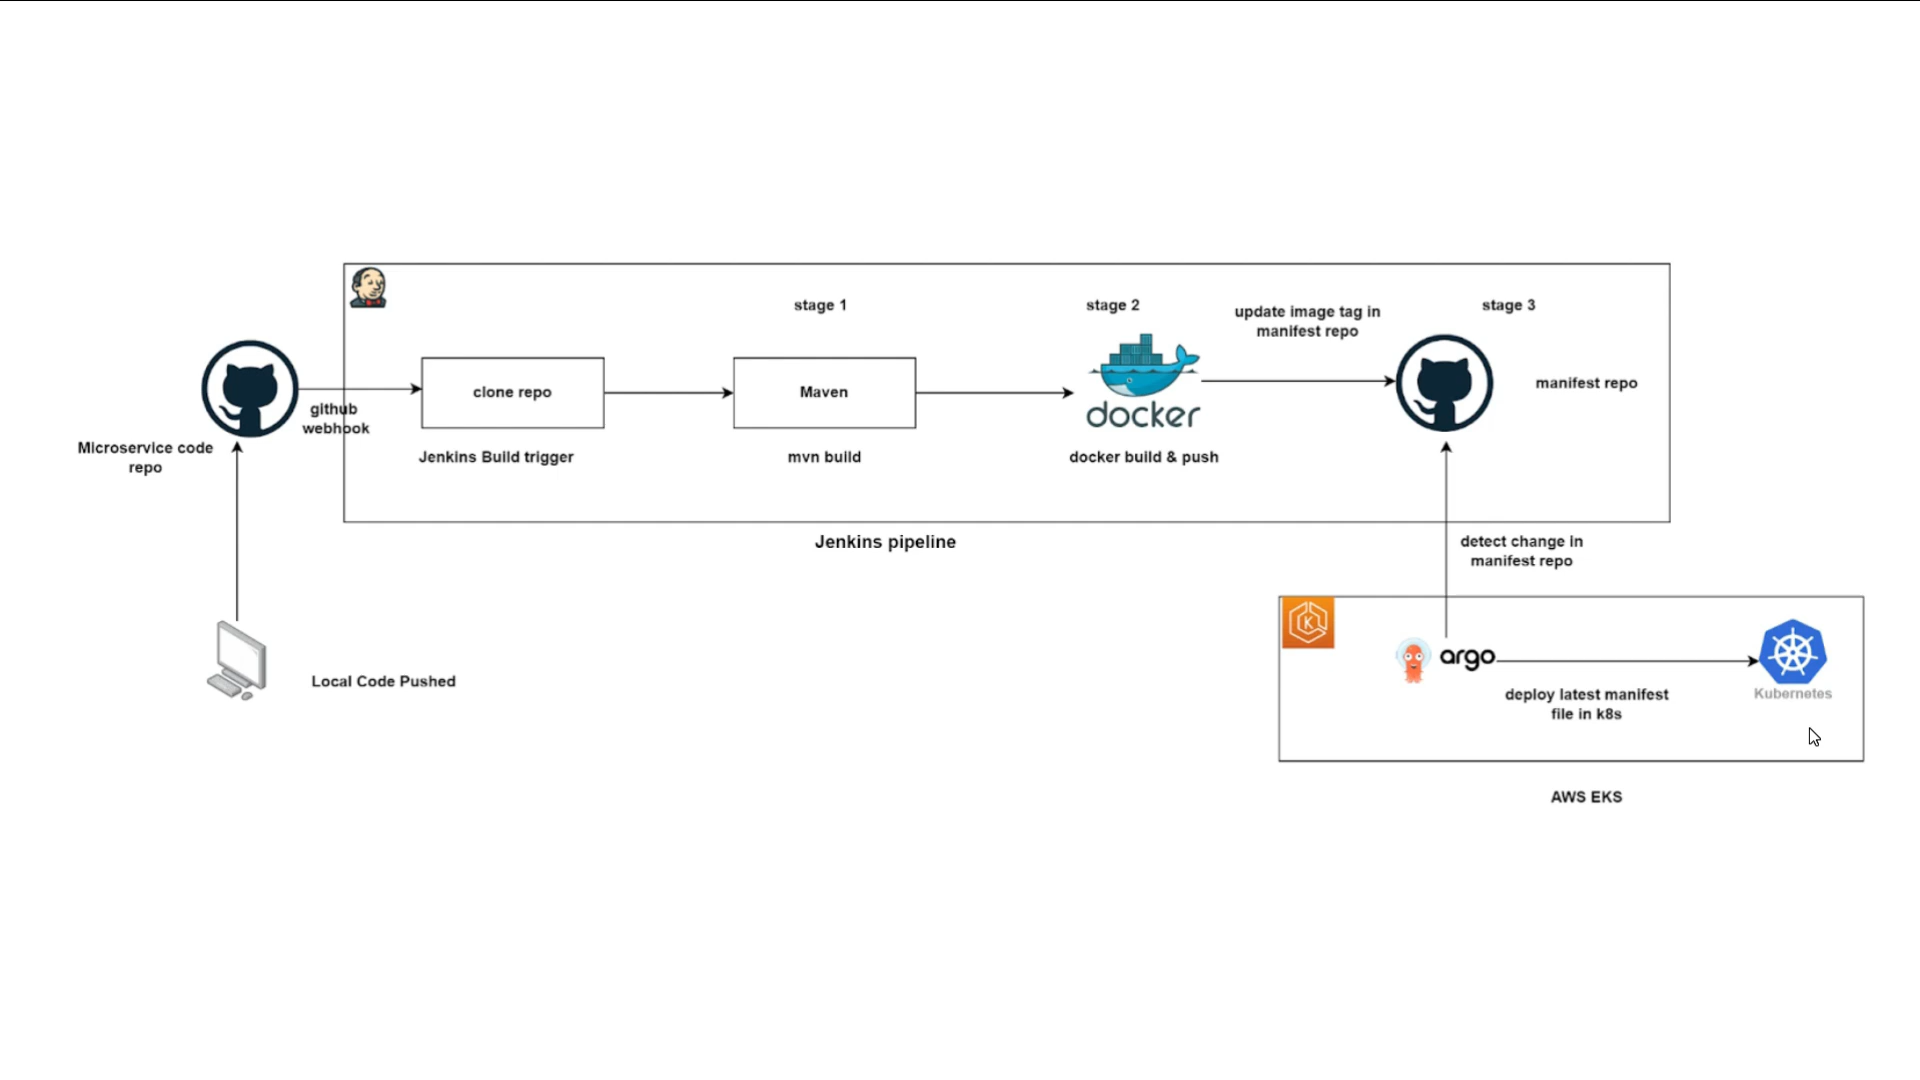 stage 1
stage 2
update image tag in
manifest repo
stage 3
clone repo
Maven
docker
manifest repo
github
webhook
Microservice code
repo
Jenkins Build trigger
mvn build
docker build & push
Jenkins pipeline
detect change in
manifest repo
K
argo
Local Code Pushed
deploy latest manifest
file in k8s
Kubernetes
AWS EKS